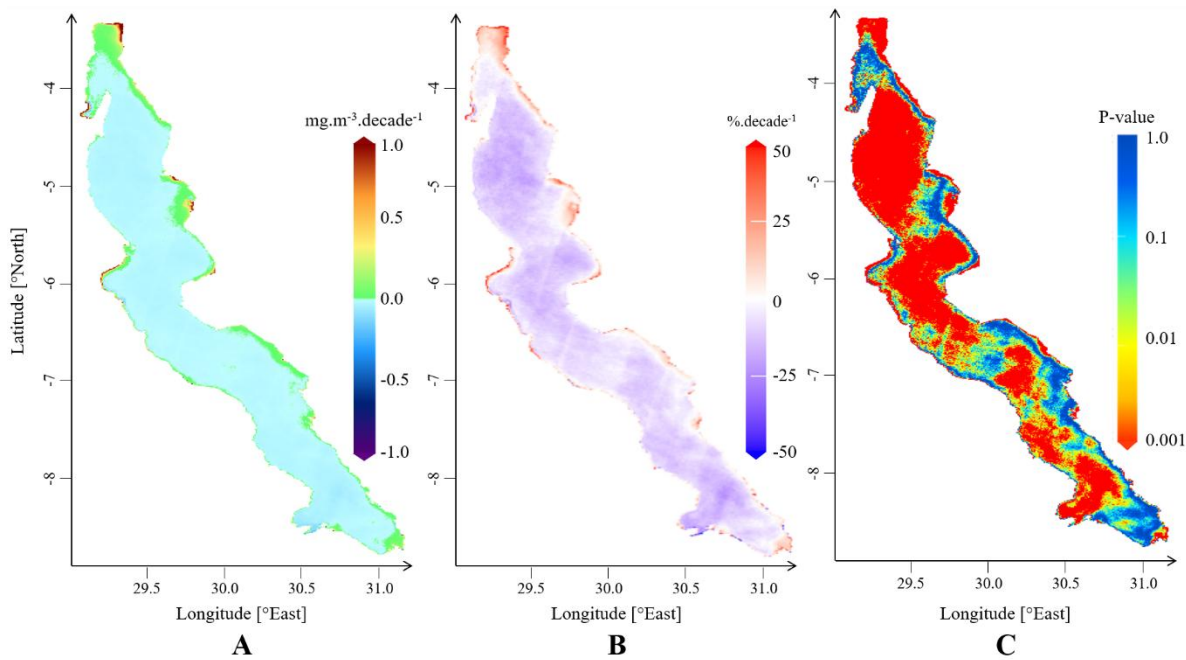 mg.m⁻³.decade⁻¹
1.0
0.5
0.0
-0.5
-1.0
Latitude [°North]
-4
-5
-6
-7
-8
29.5 30.0 30.5 31.0
Longitude [°East]
A
%.decade⁻¹
50
25
0
-25
-50
-4
-5
-6
-7
-8
29.5 30.0 30.5 31.0
Longitude [°East]
B
P-value
1.0
0.1
0.01
0.001
-4
-5
-6
-7
-8
29.5 30.0 30.5 31.0
Longitude [°East]
C